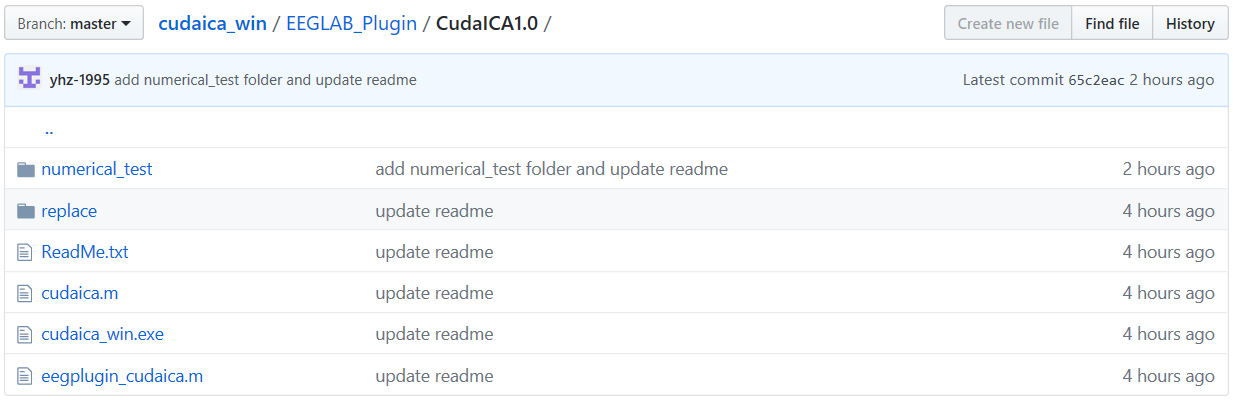 Branch: master cudaica_win / EEGLAB_Plugin / CudaICA1.0 / Create new file Find file History
yhz-1995 add numerical_test folder and update readme Latest commit 65c2eac 2 hours ago
..
numerical_test add numerical_test folder and update readme 2 hours ago
replace update readme 4 hours ago
ReadMe.txt update readme 4 hours ago
cudaica.m update readme 4 hours ago
cudaica_win.exe update readme 4 hours ago
eegplugin_cudaica.m update readme 4 hours ago